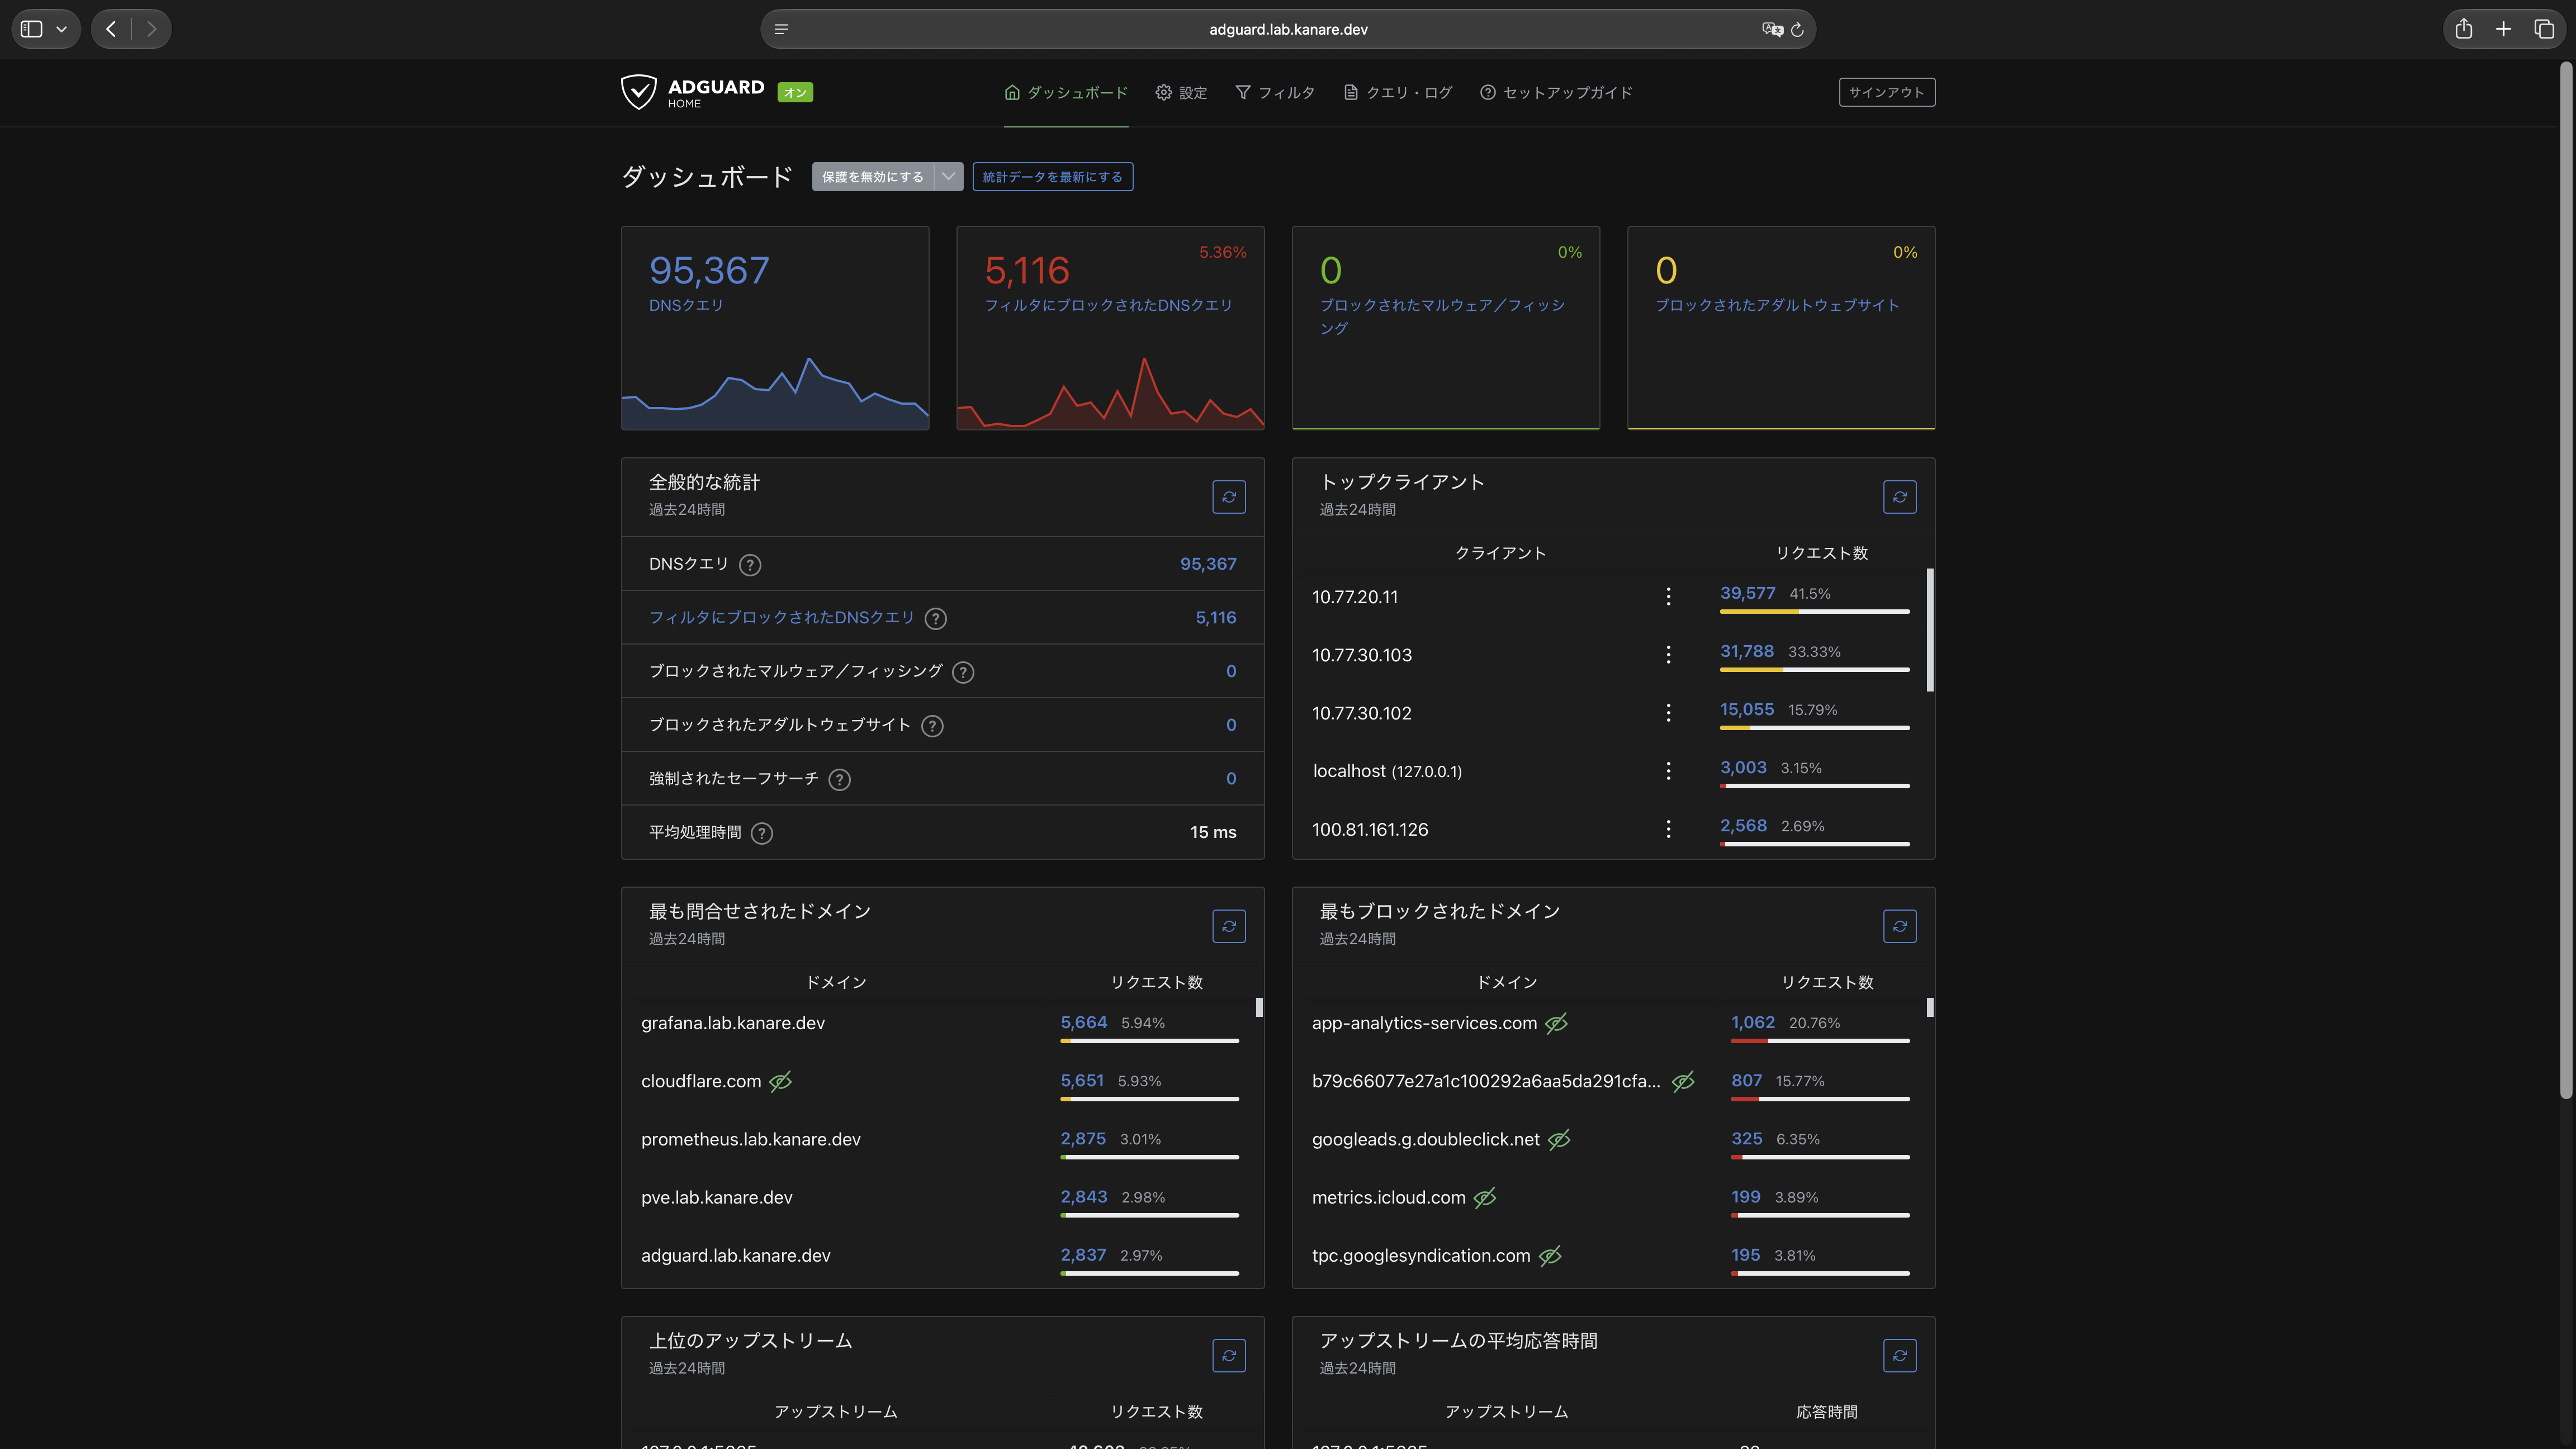 adguard.lab.kanare.dev
ADGUARD
HOME
オン
ダッシュボード
設定
フィルタ
クエリ・ログ
セットアップガイド
サインアウト
ダッシュボード
保護を無効にする
統計データを最新にする
95,367
DNSクエリ
5.36%
5,116
フィルタにブロックされたDNSクエリ
0%
0
ブロックされたマルウェア／フィッシ
ング
0%
0
ブロックされたアダルトウェブサイト
全般的な統計
過去24時間
DNSクエリ ? 95,367
フィルタにブロックされたDNSクエリ ? 5,116
ブロックされたマルウェア／フィッシング ? 0
ブロックされたアダルトウェブサイト ? 0
強制されたセーフサーチ ? 0
平均処理時間 ? 15 ms
トップクライアント
過去24時間
クライアント リクエスト数
10.77.20.11 39,577 41.5%
10.77.30.103 31,788 33.33%
10.77.30.102 15,055 15.79%
localhost (127.0.0.1) 3,003 3.15%
100.81.161.126 2,568 2.69%
最も問合せされたドメイン
過去24時間
ドメイン リクエスト数
grafana.lab.kanare.dev 5,664 5.94%
cloudflare.com 5,651 5.93%
prometheus.lab.kanare.dev 2,875 3.01%
pve.lab.kanare.dev 2,843 2.98%
adguard.lab.kanare.dev 2,837 2.97%
最もブロックされたドメイン
過去24時間
ドメイン リクエスト数
app-analytics-services.com 1,062 20.76%
b79c66077e27a1c100292a6aa5da291cfa... 807 15.77%
googleads.g.doubleclick.net 325 6.35%
metrics.icloud.com 199 3.89%
tpc.googlesyndication.com 195 3.81%
上位のアップストリーム
過去24時間
アップストリーム リクエスト数
アップストリームの平均応答時間
過去24時間
アップストリーム 応答時間